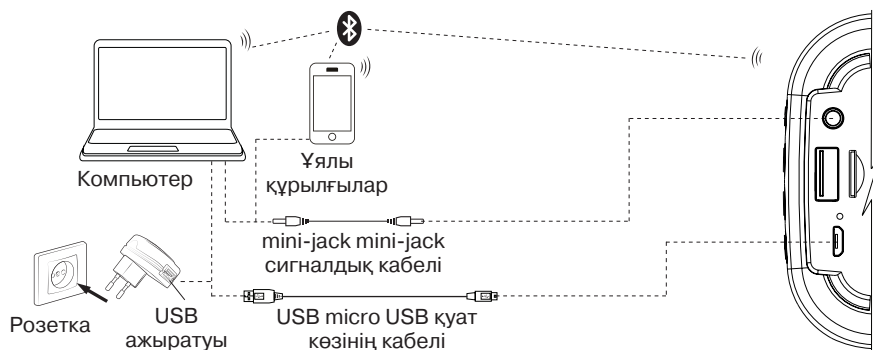 Компьютер
Ұялы
құрылғылар
mini-jack mini-jack
сигналдық кабелі
Розетка
USB
ажыратуы
USB micro USB қуат
көзінің кабелі